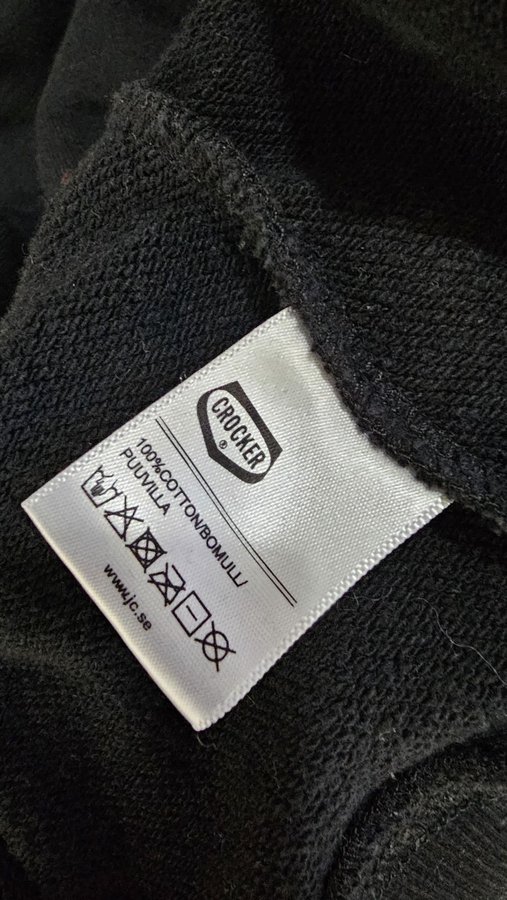 CROCKER
®
100%COTTON/BOMULL/
PUUVILLA
www.jc.se